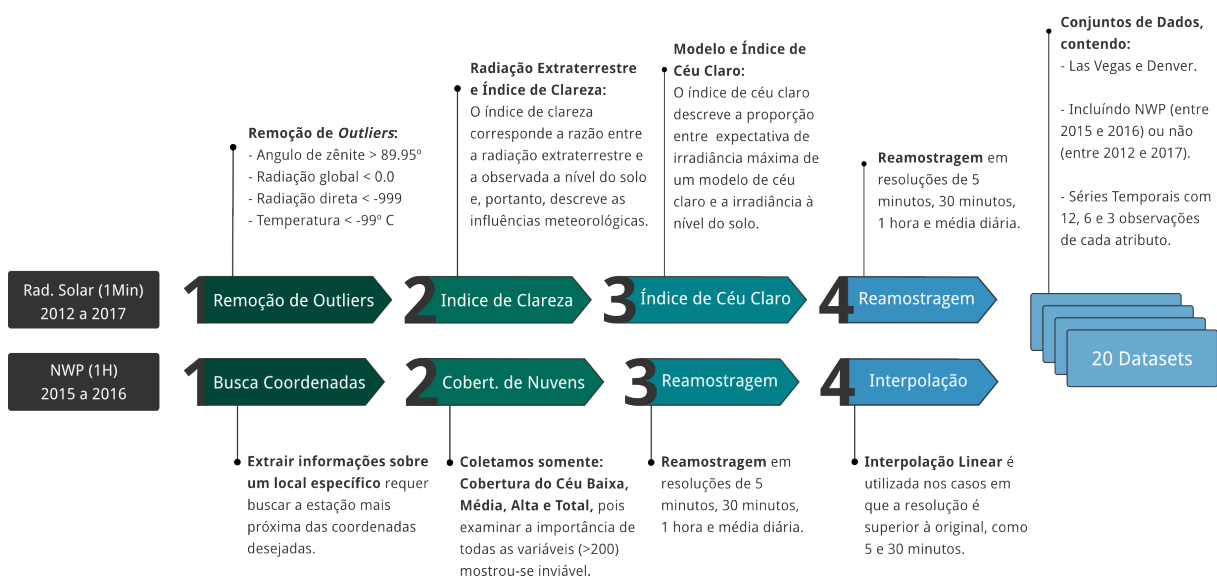 Conjuntos de Dados,
contendo:
- Las Vegas e Denver.
- Incluíndo NWP (entre
2015 e 2016) ou não
(entre 2012 e 2017).
- Séries Temporais com
12, 6 e 3 observações
de cada atributo.
Modelo e Índice de
Céu Claro:
O índice de céu claro
descreve a proporção
entre expectativa de
irradiância máxima de
um modelo de céu
claro e a irradiância à
nível do solo.
Radiação Extraterrestre
e Índice de Clareza:
O índice de clareza
corresponde a razão entre
a radiação extraterrestre e
a observada a nível do solo
e, portanto, descreve as
influências meteorológicas.
Remoção de Outliers:
- Angulo de zênite > 89.95º
- Radiação global < 0.0
- Radiação direta < -999
- Temperatura < -99º C
Reamostragem em
resoluções de 5
minutos, 30 minutos,
1 hora e média diária.
Rad. Solar (1Min)
2012 a 2017
1 Remoção de Outliers
2 Indice de Clareza
3 Índice de Céu Claro
4 Reamostragem
20 Datasets
NWP (1H)
2015 a 2016
1 Busca Coordenadas
2 Cobert. de Nuvens
3 Reamostragem
4 Interpolação
Extrair informações sobre
um local específico requer
buscar a estação mais
próxima das coordenadas
desejadas.
Coletamos somente:
Cobertura do Céu Baixa,
Média, Alta e Total, pois
examinar a importância de
todas as variáveis (>200)
mostrou-se inviável.
Reamostragem em
resoluções de 5
minutos, 30 minutos,
1 hora e média diária.
Interpolação Linear é
utilizada nos casos em
que a resolução é
superior à original, como
5 e 30 minutos.